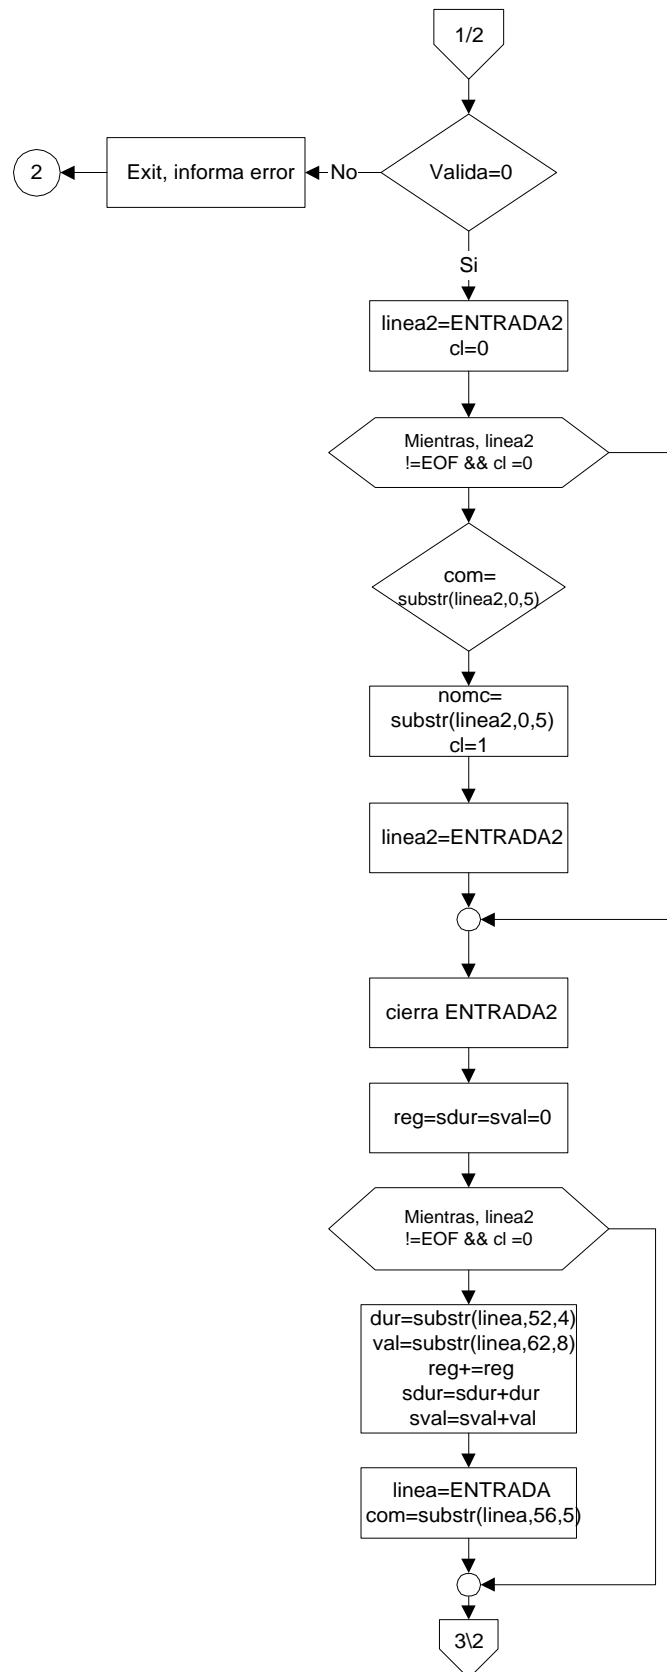 1/2
Valida=0
No
Exit, informa error
2
Si
linea2=ENTRADA2
cl=0
Mientras, linea2
!=EOF && cl =0
com=
substr(linea2,0,5)
nomc=
substr(linea2,0,5)
cl=1
linea2=ENTRADA2
cierra ENTRADA2
reg=sdur=sval=0
Mientras, linea2
!=EOF && cl =0
dur=substr(linea,52,4)
val=substr(linea,62,8)
reg+=reg
sdur=sdur+dur
sval=sval+val
linea=ENTRADA
com=substr(linea,56,5)
3\2